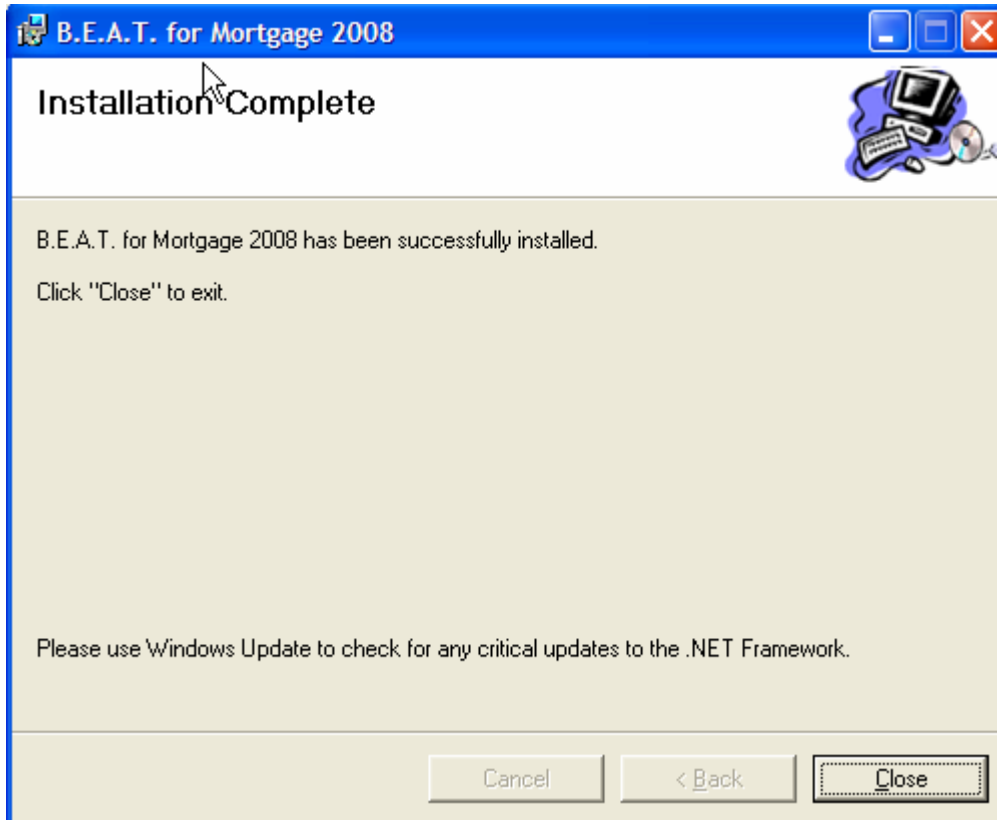 B.E.A.T. for Mortgage 2008
Installation Complete
B.E.A.T. for Mortgage 2008 has been successfully installed.
Click "Close" to exit.
Please use Windows Update to check for any critical updates to the .NET Framework.
Cancel < Back Close